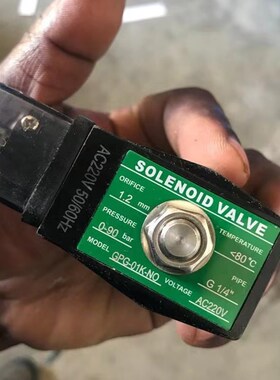 AC220V 50/60Hz
SOLENOID VALVE
ORIFICE
1.2 mm
PRESSURE
0-90 bar
MODEL
GPG-01K-NO
TEMPERATURE
<80℃
PIPE
G 1/4"
VOLTAGE
AC220V